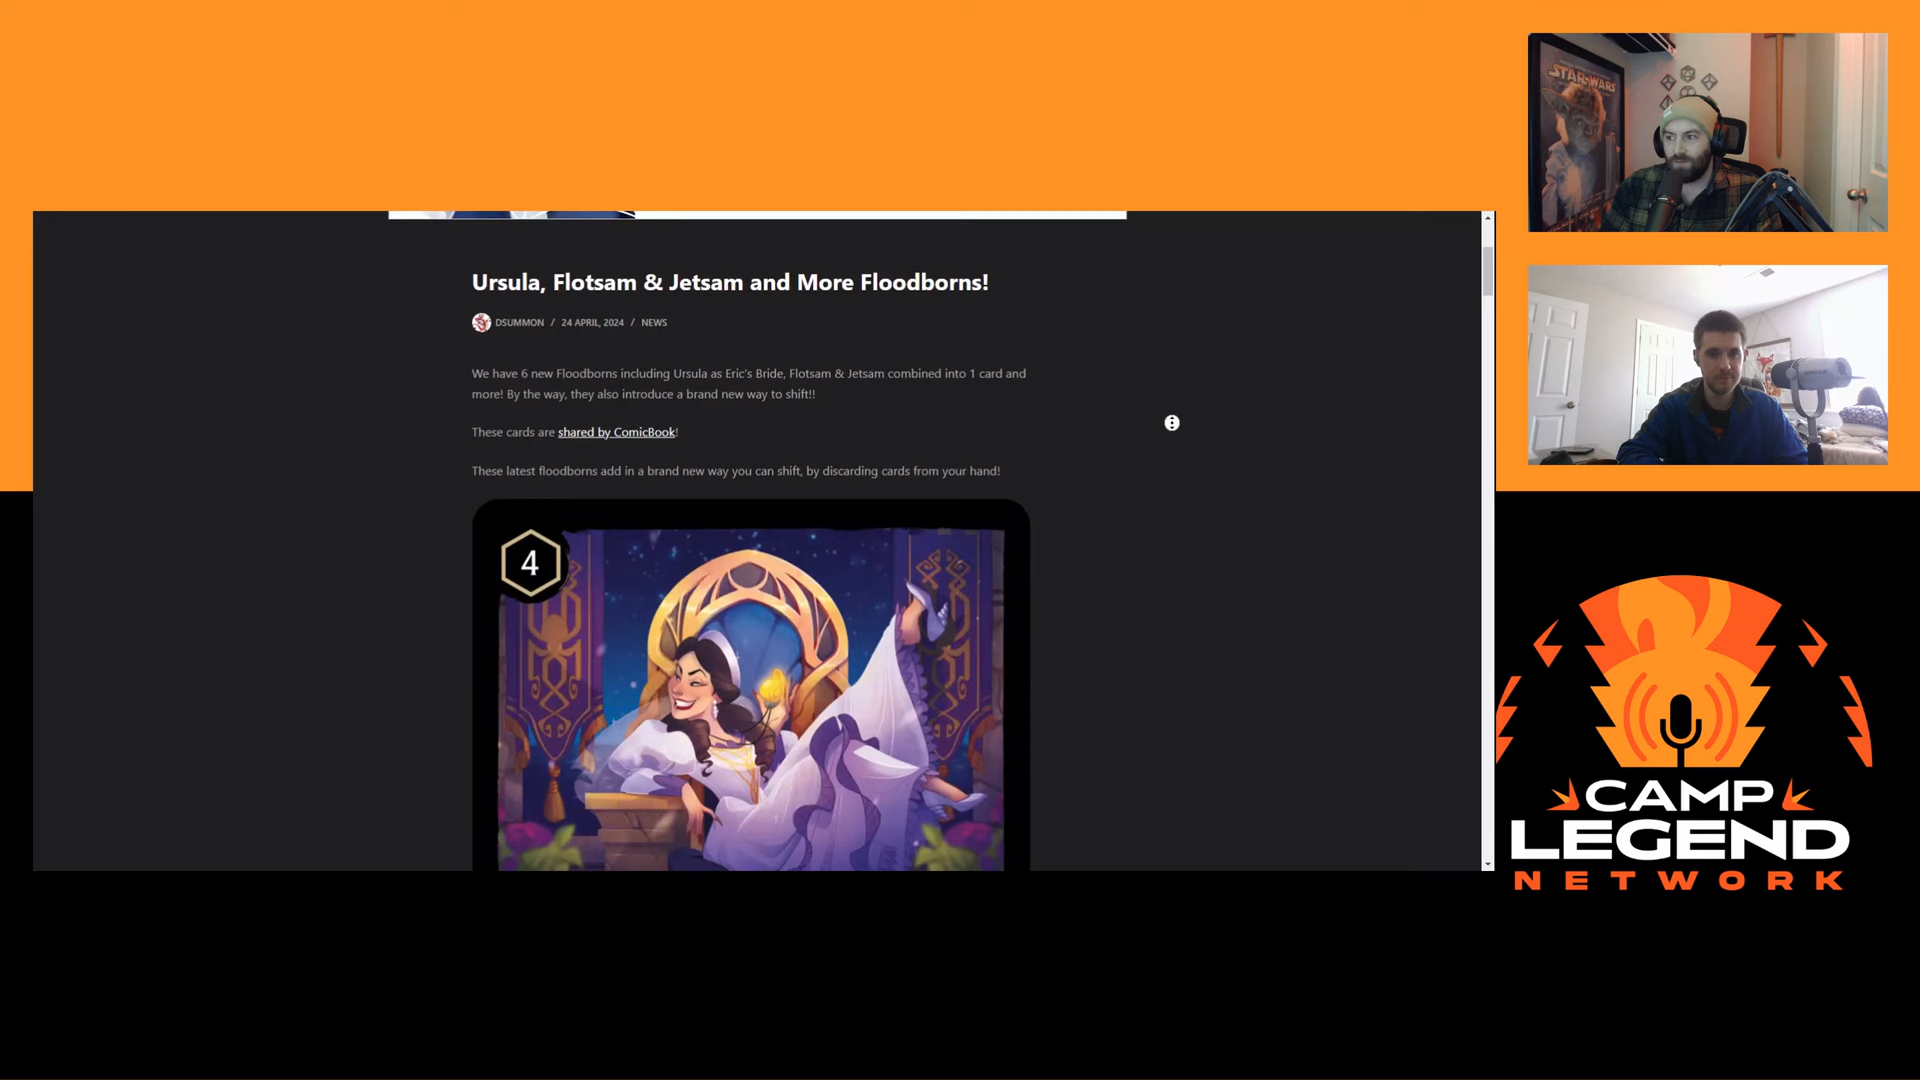 STAR WARS
Ursula, Flotsam & Jetsam and More Floodborns!
DSUMMON / 24 APRIL, 2024 / NEWS
We have 6 new Floodborns including Ursula as Eric's Bride, Flotsam & Jetsam combined into 1 card and
more! By the way, they also introduce a brand new way to shift!!
These cards are shared by ComicBook!
These latest floodborns add in a brand new way you can shift, by discarding cards from your hand!
4
SHURE
CAMP
LEGEND
NETWORK